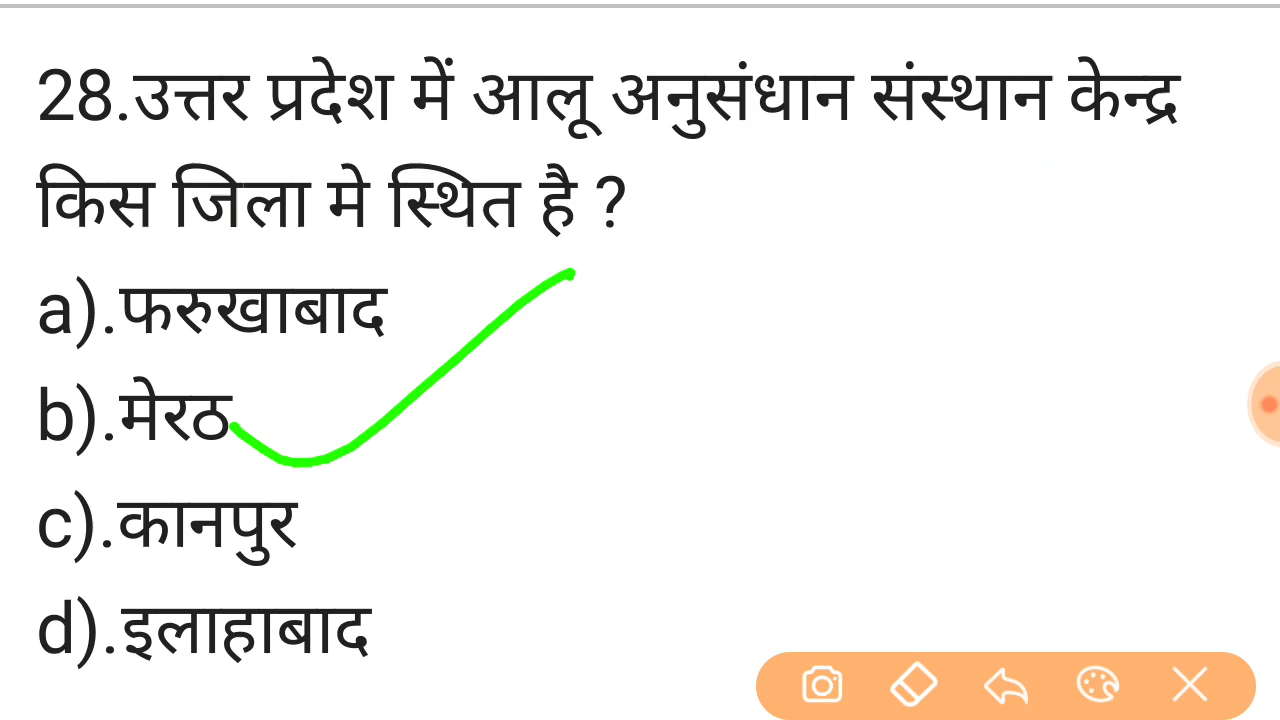 28.उत्तर प्रदेश में आलू अनुसंधान संस्थान केन्द्र
किस जिला मे स्थित है ?
a).फरुखाबाद
b).मेरठ
c).कानपुर
d).इलाहाबाद